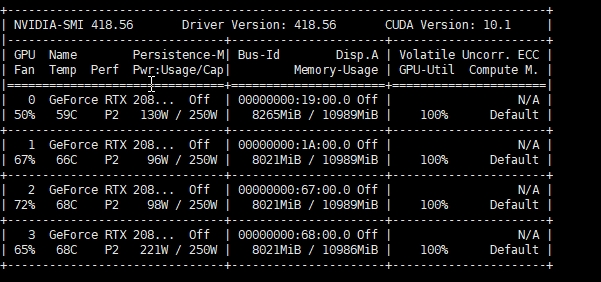 +-----------------------------------------------------------------------------+
| NVIDIA-SMI 418.56       Driver Version: 418.56       CUDA Version: 10.1     |
|-------------------------------+----------------------+----------------------+
| GPU  Name        Persistence-M| Bus-Id        Disp.A | Volatile Uncorr. ECC |
| Fan  Temp  Perf  Pwr:Usage/Cap|         Memory-Usage | GPU-Util  Compute M. |
|===============================+======================+======================|
|   0  GeForce RTX 208...  Off  | 00000000:19:00.0 Off |                  N/A |
| 50%   59C    P2   130W / 250W |   8265MiB / 10989MiB |    100%      Default |
+-------------------------------+----------------------+----------------------+
|   1  GeForce RTX 208...  Off  | 00000000:1A:00.0 Off |                  N/A |
| 67%   66C    P2    96W / 250W |   8021MiB / 10989MiB |    100%      Default |
+-------------------------------+----------------------+----------------------+
|   2  GeForce RTX 208...  Off  | 00000000:67:00.0 Off |                  N/A |
| 72%   68C    P2    98W / 250W |   8021MiB / 10989MiB |    100%      Default |
+-------------------------------+----------------------+----------------------+
|   3  GeForce RTX 208...  Off  | 00000000:68:00.0 Off |                  N/A |
| 65%   68C    P2   221W / 250W |   8021MiB / 10986MiB |    100%      Default |
+-------------------------------+----------------------+----------------------+